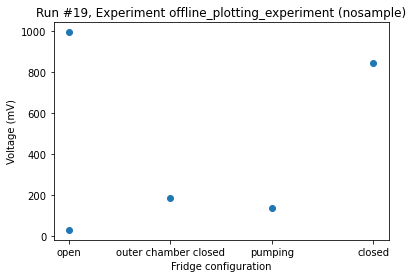 Run #19, Experiment offline_plotting_experiment (nosample)
1000
800
600
400
200
0
Voltage (mV)
open
outer chamber closed
pumping
closed
Fridge configuration